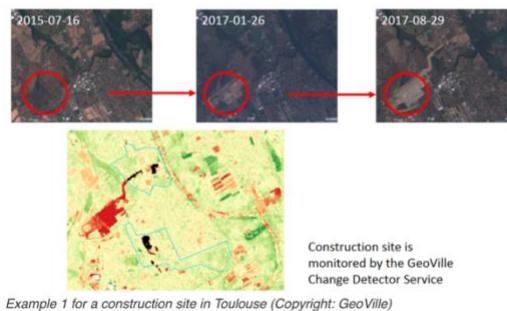 2015-07-16
2017-01-26
2017-08-29
Construction site is
monitored by the GeoVille
Change Detector Service
Example 1 for a construction site in Toulouse (Copyright: GeoVille)